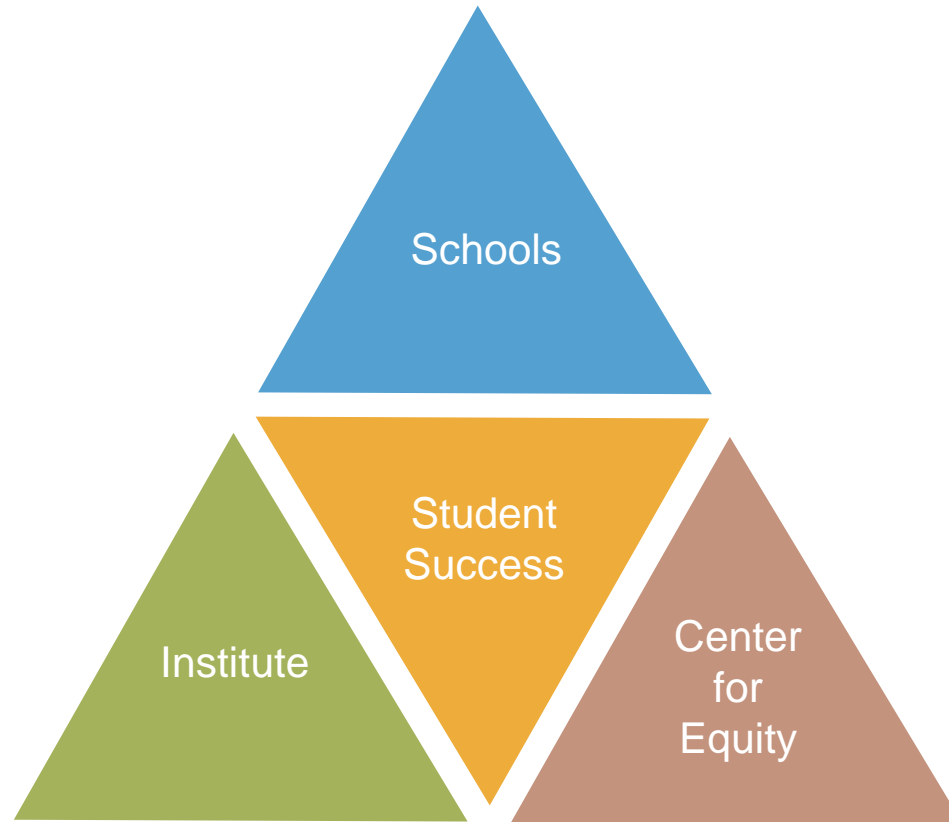 Schools
Student
Success
Institute
Center
for
Equity